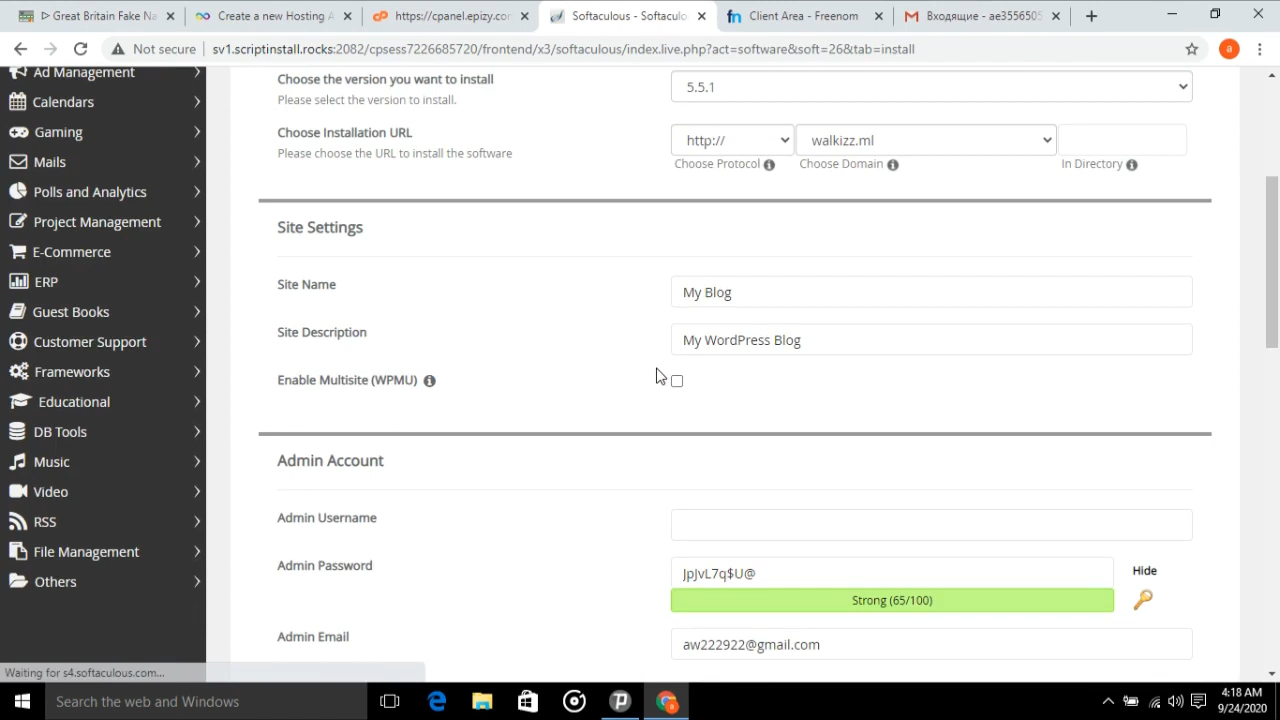 Great Britain Fake Na
Create a new Hosting A
https://cpanel.epizy.con
Softaculous - Softaculo
Client Area - Freenom
Входящие - ae3556505
Not secure
sv1.scriptinstall.rocks:2082/cpsess7226685720/frontend/x3/softaculous/index.live.php?act=software&soft=26&tab=install
a
Ad Management
Calendars
Gaming
Mails
Polls and Analytics
Project Management
E-Commerce
ERP
Guest Books
Customer Support
Frameworks
Educational
DB Tools
Music
Video
RSS
File Management
Others
Choose the version you want to install
Please select the version to install.
5.5.1
Choose Installation URL
Please choose the URL to install the software
http://
walkizz.ml
Choose Protocol
Choose Domain
In Directory
Site Settings
Site Name
My Blog
Site Description
My WordPress Blog
Enable Multisite (WPMU)
Admin Account
Admin Username
Admin Password
JpJvL7q$U@
Hide
Strong (65/100)
Admin Email
aw222922@gmail.com
Waiting for s4.softaculous.com...
Search the web and Windows
4:18 AM
9/24/2020